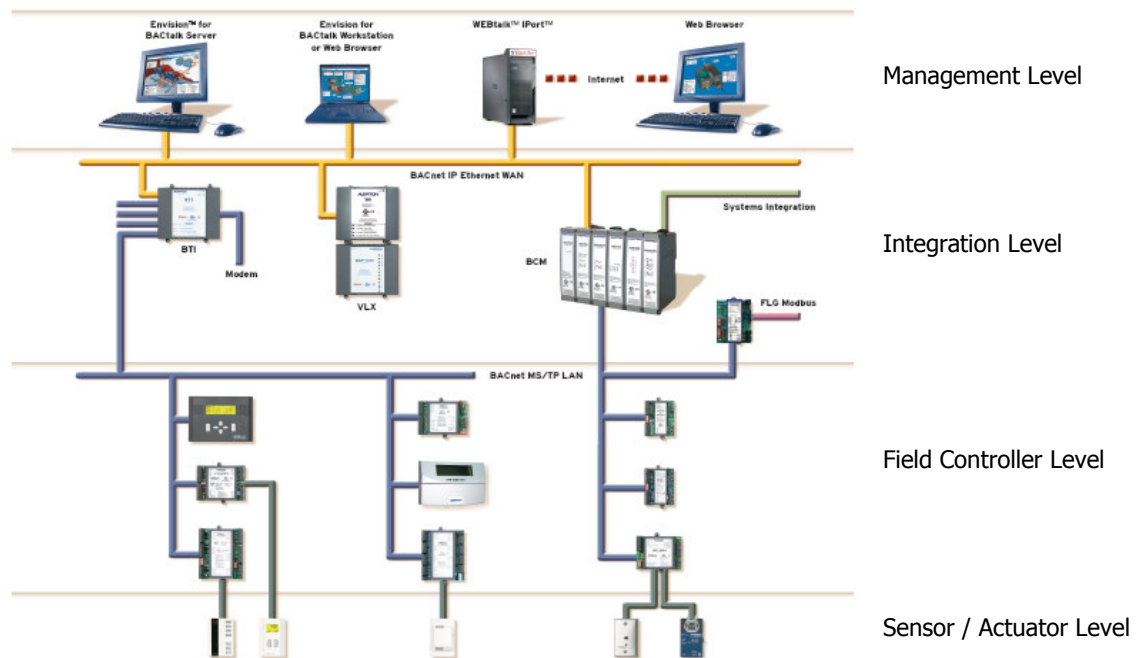 Envision™ for
BACtalk Server
Envision for
BACtalk Workstation
or Web Browser
WEBtalk™ IPort™
Web Browser
Internet
Management Level
BACnet IP Ethernet WAN
Systems Integration
BTI
Modem
VLX
BCM
FLG Modbus
Integration Level
BACnet MS/TP LAN
Field Controller Level
Sensor / Actuator Level